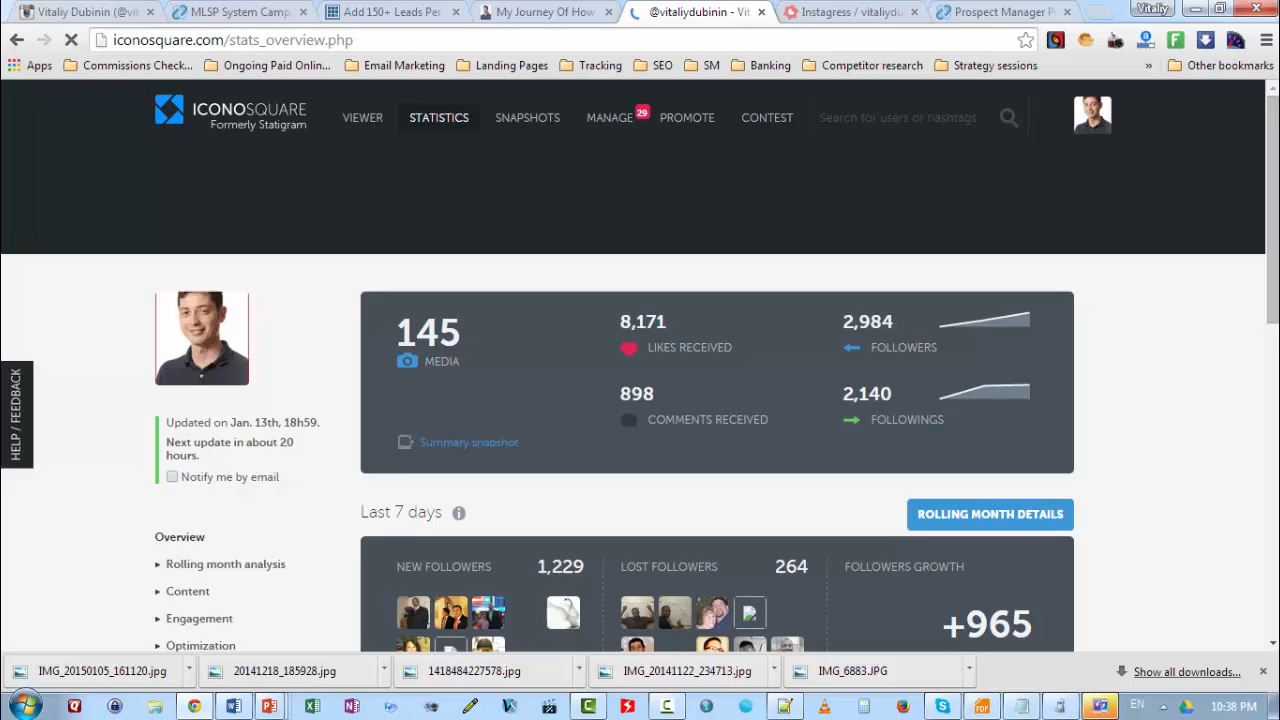 Vitaliy Dubinin (@vit
MLSP System Camp
Add 150+ Leads Per
My Journey Of How
@vitaliydubinin - Vit
Instagress / vitaliydu
Prospect Manager P
Vitaliy
iconosquare.com/stats_overview.php
Apps
Commissions Check...
Ongoing Paid Onlin...
Email Marketing
Landing Pages
Tracking
SEO
SM
Banking
Competitor research
Strategy sessions
»
Other bookmarks
ICONOSQUARE
Formerly Statigram
VIEWER
STATISTICS
SNAPSHOTS
MANAGE
29
PROMOTE
CONTEST
Search for users or hashtags
145
MEDIA
8,171
LIKES RECEIVED
2,984
FOLLOWERS
898
COMMENTS RECEIVED
2,140
FOLLOWINGS
Summary snapshot
HELP / FEEDBACK
Updated on Jan. 13th, 18h59.
Next update in about 20
hours.
Notify me by email
Last 7 days
ROLLING MONTH DETAILS
Overview
Rolling month analysis
Content
Engagement
Optimization
NEW FOLLOWERS
1,229
LOST FOLLOWERS
264
FOLLOWERS GROWTH
+965
IMG_20150105_161120.jpg
20141218_185928.jpg
1418484227578.jpg
IMG_20141122_234713.jpg
IMG_6883.JPG
Show all downloads...
EN
10:38 PM